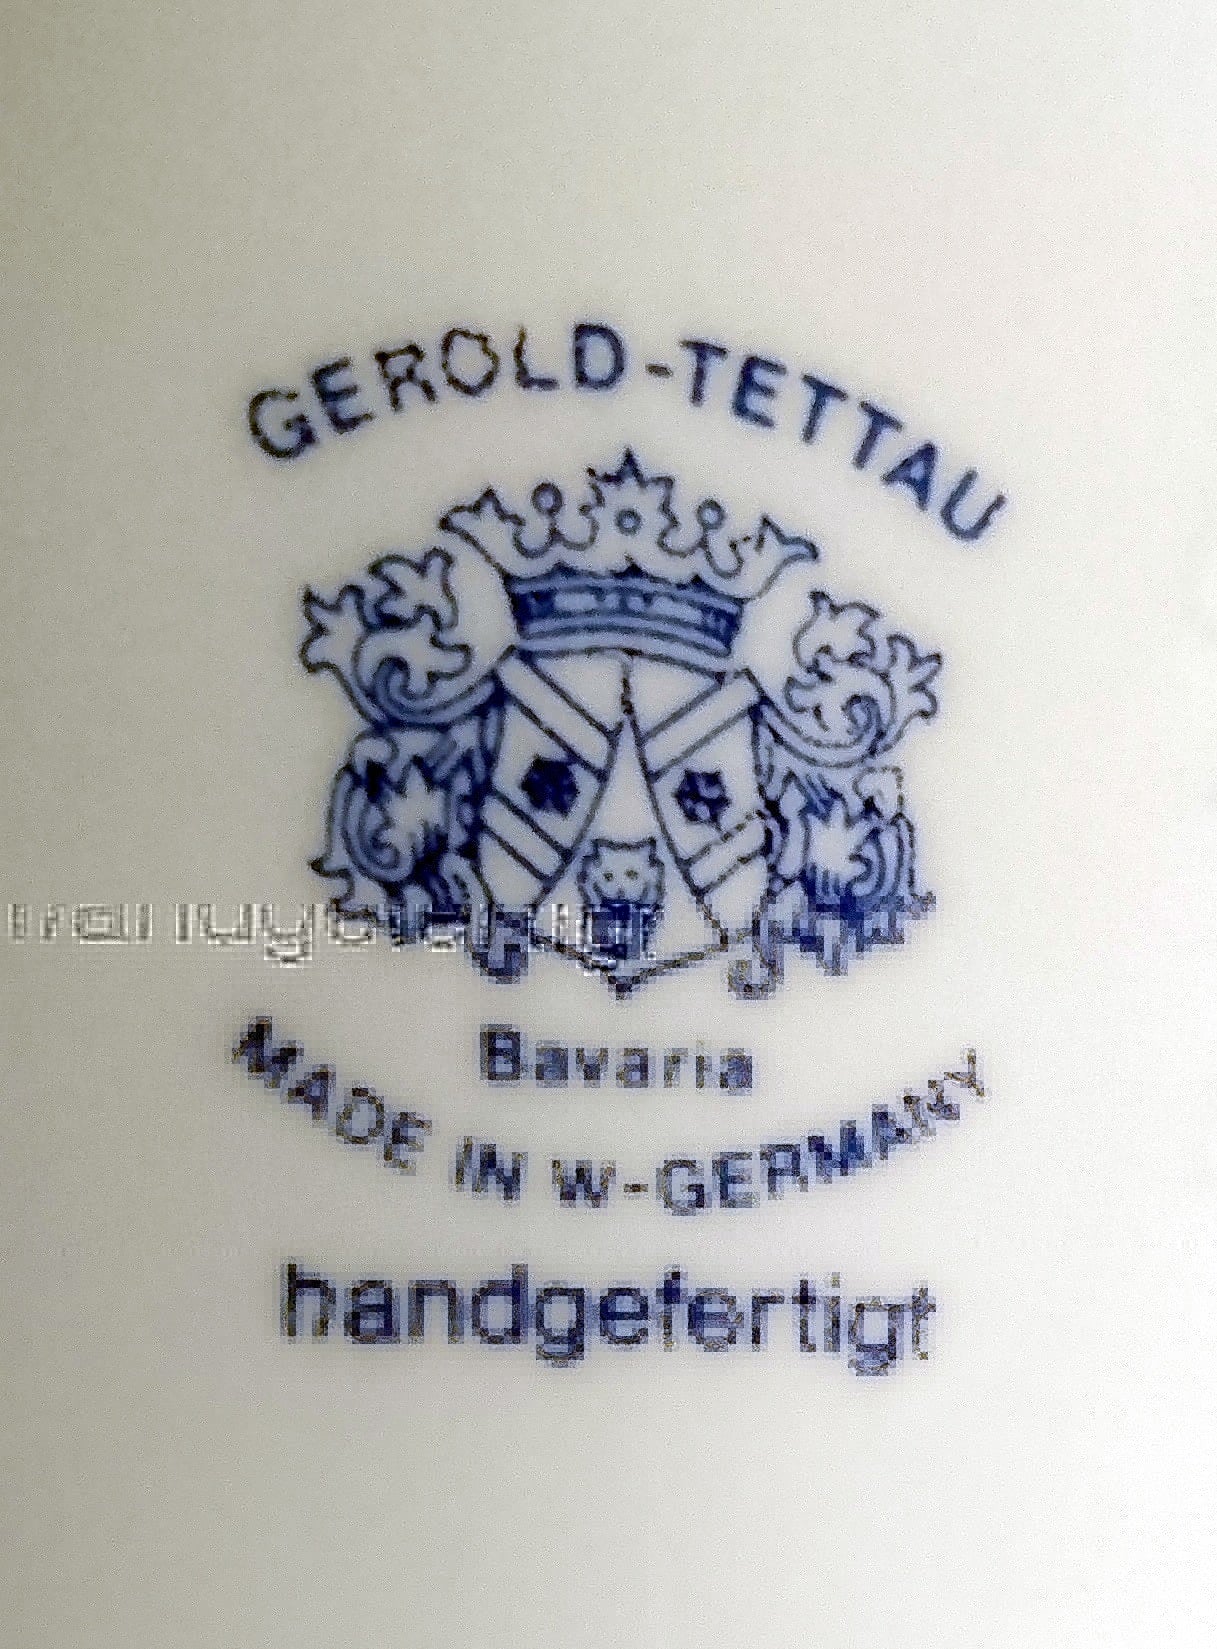 GEROLD-TETTAU
Bavaria
MADE IN W-GERMANY
handgefertigt